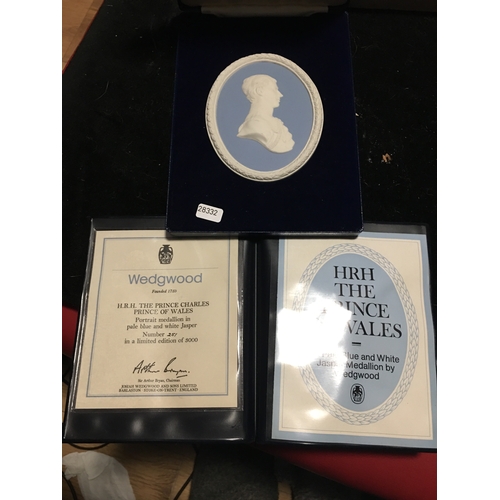 28332
Wedgwood
Founded 1759
H.R.H. THE PRINCE CHARLES
PRINCE OF WALES
Portrait medallion in
pale blue and white Jasper
Number
in a limited edition of 2000
Arthur Bryan
Sir Arthur Bryan, Chairman
JOSIAH WEDGWOOD AND SONS LIMITED
BARLASTON · STOKE-ON-TRENT · ENGLAND
HRH
THE
PRINCE
WALES
Blue and White
Medallion by
Wedgwood